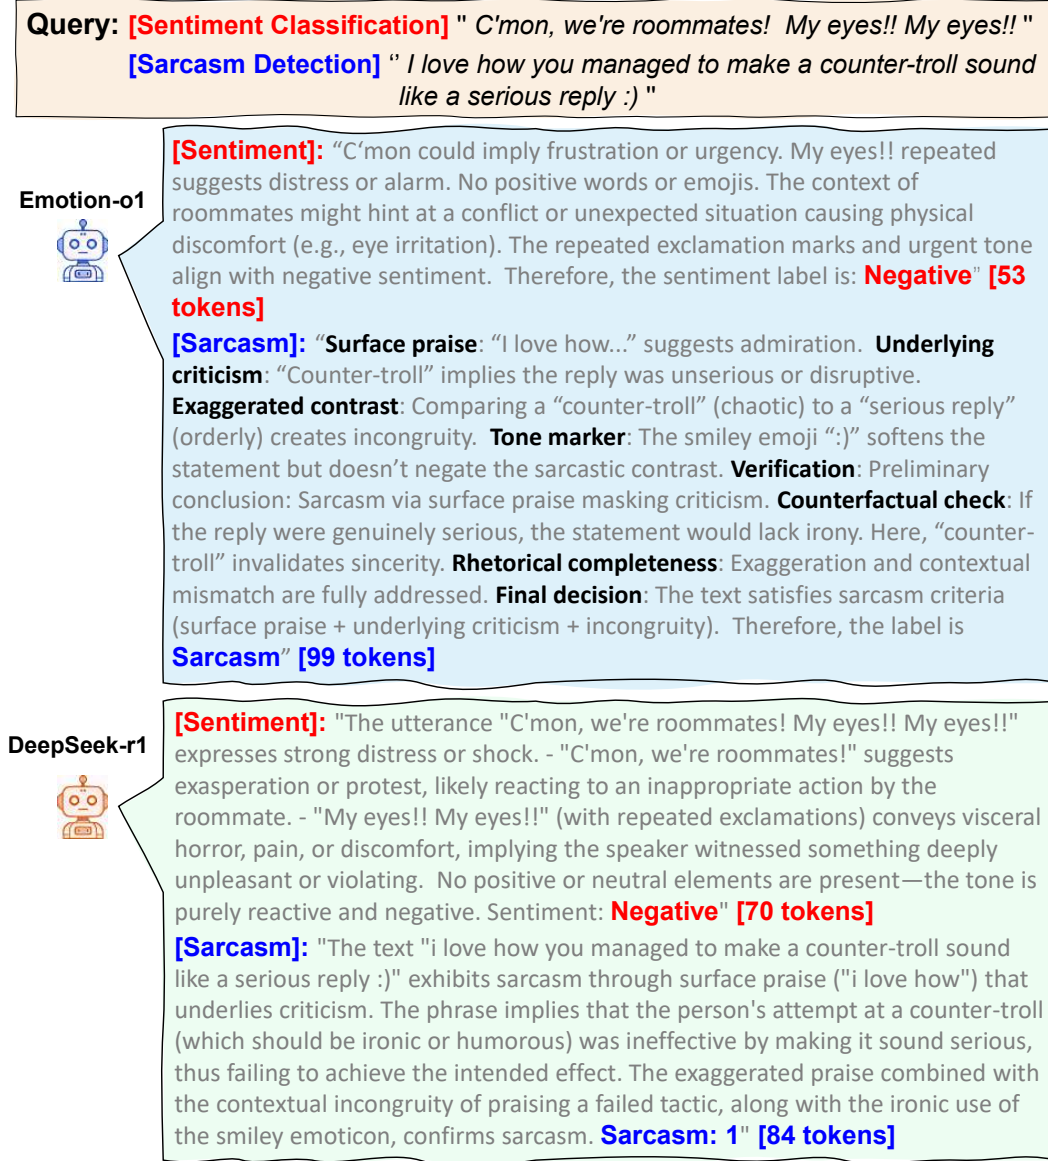 Query: [Sentiment Classification] " C'mon, we're roommates!  My eyes!! My eyes!! "
[Sarcasm Detection] ‘’ I love how you managed to make a counter-troll sound
like a serious reply :) "
Emotion-o1
[Sentiment]: “C‘mon could imply frustration or urgency. My eyes!! repeated
suggests distress or alarm. No positive words or emojis. The context of
roommates might hint at a conflict or unexpected situation causing physical
discomfort (e.g., eye irritation). The repeated exclamation marks and urgent tone
align with negative sentiment.  Therefore, the sentiment label is: Negative" [53
tokens]
[Sarcasm]: “Surface praise: “I love how...” suggests admiration.  Underlying
criticism: “Counter-troll” implies the reply was unserious or disruptive.
Exaggerated contrast: Comparing a “counter-troll” (chaotic) to a “serious reply”
(orderly) creates incongruity.  Tone marker: The smiley emoji “:)” softens the
statement but doesn’t negate the sarcastic contrast. Verification: Preliminary
conclusion: Sarcasm via surface praise masking criticism. Counterfactual check: If
the reply were genuinely serious, the statement would lack irony. Here, “counter-
troll” invalidates sincerity. Rhetorical completeness: Exaggeration and contextual
mismatch are fully addressed. Final decision: The text satisfies sarcasm criteria
(surface praise + underlying criticism + incongruity).  Therefore, the label is
Sarcasm” [99 tokens]
DeepSeek-r1
[Sentiment]: "The utterance "C'mon, we're roommates! My eyes!! My eyes!!"
expresses strong distress or shock. - "C'mon, we're roommates!" suggests
exasperation or protest, likely reacting to an inappropriate action by the
roommate. - "My eyes!! My eyes!!" (with repeated exclamations) conveys visceral
horror, pain, or discomfort, implying the speaker witnessed something deeply
unpleasant or violating.  No positive or neutral elements are present—the tone is
purely reactive and negative. Sentiment: Negative" [70 tokens]
[Sarcasm]: "The text "i love how you managed to make a counter-troll sound
like a serious reply :)" exhibits sarcasm through surface praise ("i love how") that
underlies criticism. The phrase implies that the person's attempt at a counter-troll
(which should be ironic or humorous) was ineffective by making it sound serious,
thus failing to achieve the intended effect. The exaggerated praise combined with
the contextual incongruity of praising a failed tactic, along with the ironic use of
the smiley emoticon, confirms sarcasm. Sarcasm: 1" [84 tokens]